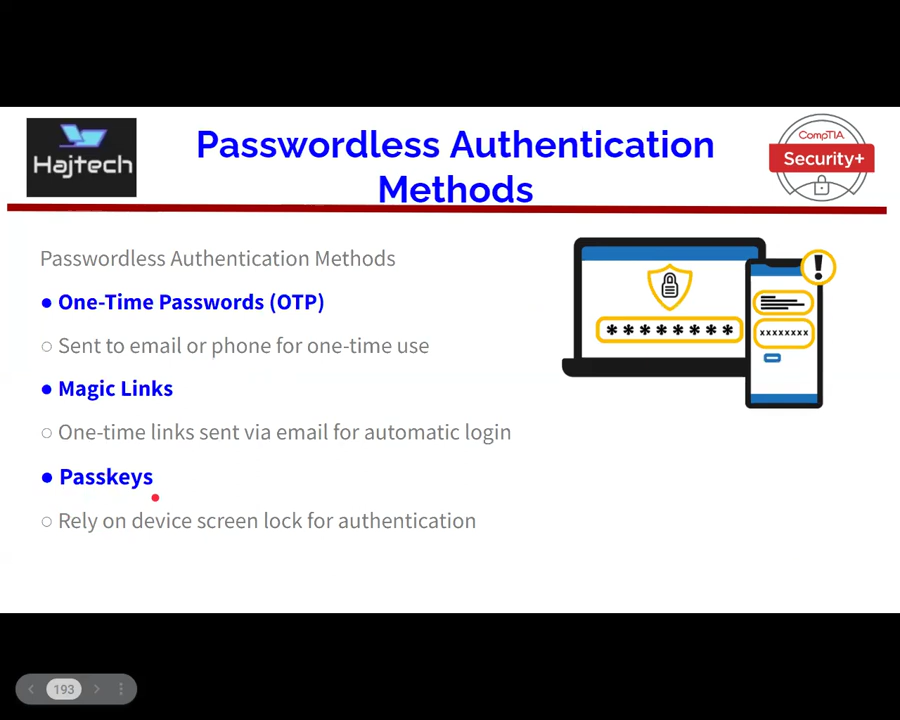 Hajtech
Passwordless Authentication
Methods
CompTIA
Security+
Passwordless Authentication Methods
● One-Time Passwords (OTP)
○ Sent to email or phone for one-time use
● Magic Links
○ One-time links sent via email for automatic login
● Passkeys
○ Rely on device screen lock for authentication
********
!
xxxxxxxx
193